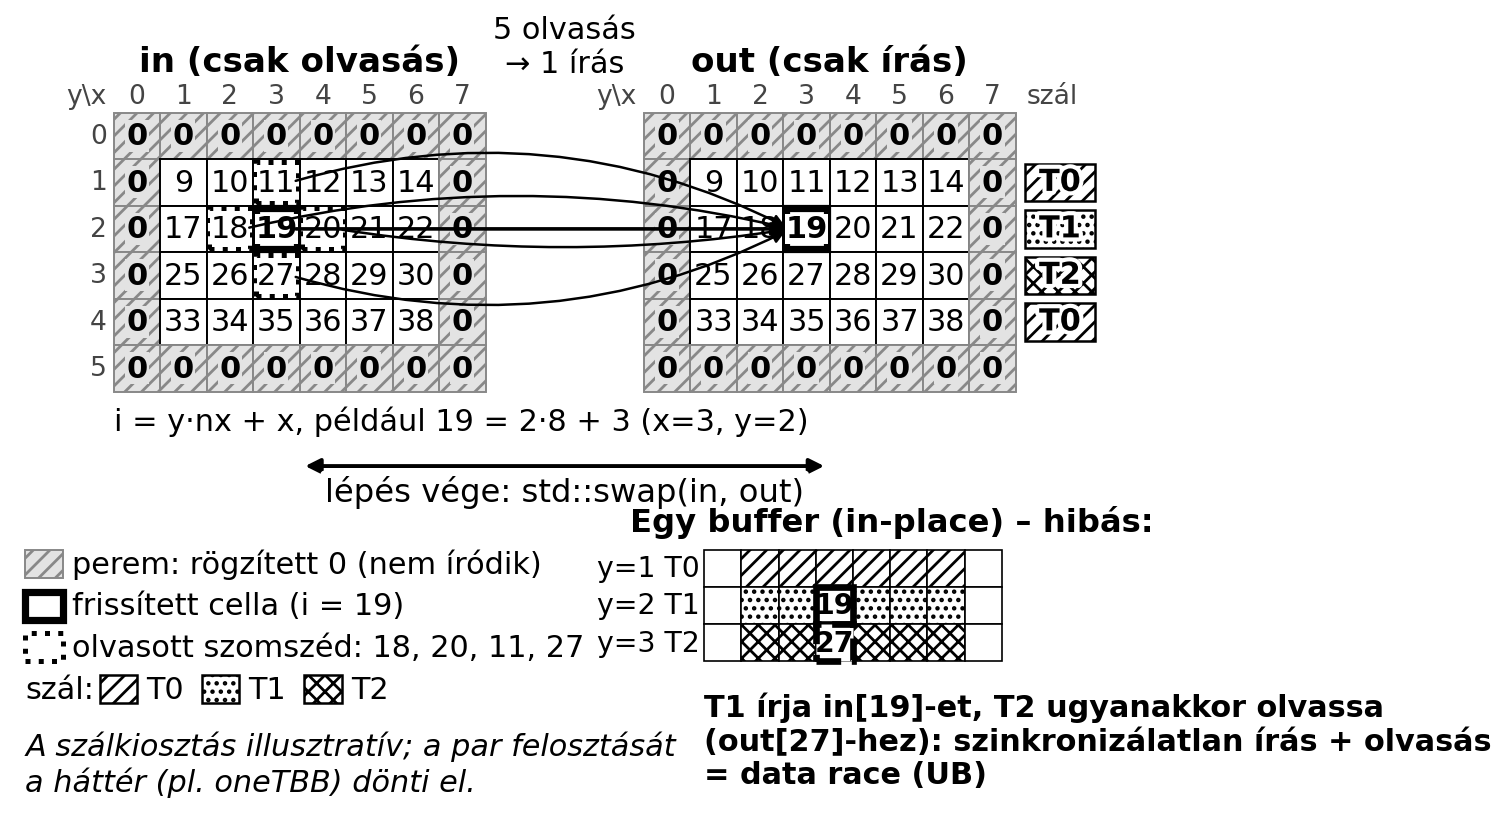 5 olvasás
→ 1 írás
in (csak olvasás)
out (csak írás)
y\x 0 1 2 3 4 5 6 7
0 0 0 0 0 0 0 0 0
1 0 9 10 11 12 13 14 0
2 0 17 18 19 20 21 22 0
3 0 25 26 27 28 29 30 0
4 0 33 34 35 36 37 38 0
5 0 0 0 0 0 0 0 0
y\x 0 1 2 3 4 5 6 7 szál
0 0 0 0 0 0 0 0
0 9 10 11 12 13 14 0 T0
0 17 18 19 20 21 22 0 T1
0 25 26 27 28 29 30 0 T2
0 33 34 35 36 37 38 0 T0
0 0 0 0 0 0 0 0
i = y·nx + x, például 19 = 2·8 + 3 (x=3, y=2)
lépés vége: std::swap(in, out)
perem: rögzített 0 (nem íródik)
frissített cella (i = 19)
olvasott szomszéd: 18, 20, 11, 27
szál: T0 T1 T2
A szálkiosztás illusztratív; a par felosztását
a háttér (pl. oneTBB) dönti el.
Egy buffer (in-place) – hibás:
y=1 T0
y=2 T1 19
y=3 T2 27
T1 írja in[19]-et, T2 ugyanakkor olvassa
(out[27]-hez): szinkronizálatlan írás + olvasás
= data race (UB)